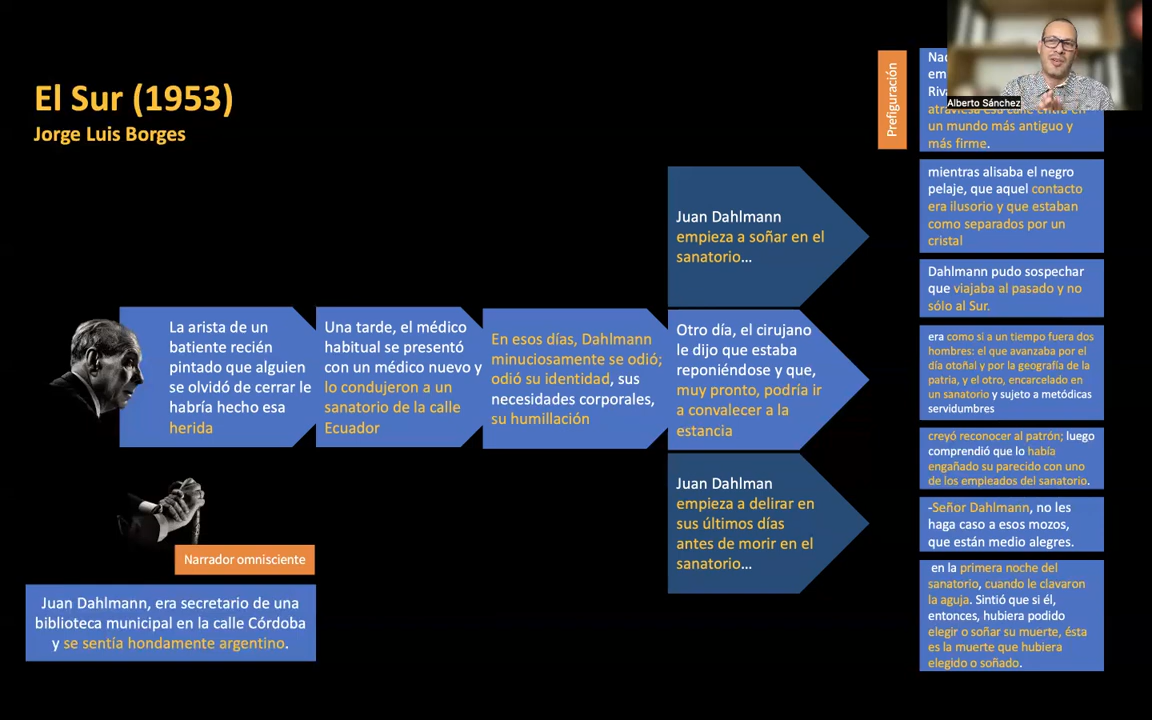 El Sur (1953)
Jorge Luis Borges
La arista de un
batiente recién
pintado que alguien
se olvidó de cerrar le
habría hecho esa
herida
Una tarde, el médico
habitual se presentó
con un médico nuevo y
lo condujeron a un
sanatorio de la calle
Ecuador
En esos días, Dahlmann
minuciosamente se odió;
odió su identidad, sus
necesidades corporales,
su humillación
Juan Dahlmann
empieza a soñar en el
sanatorio...
Otro día, el cirujano
le dijo que estaba
reponiéndose y que,
muy pronto, podría ir
a convalecer a la
estancia
Juan Dahlman
empieza a delirar en
sus últimos días
antes de morir en el
sanatorio...
Narrador omnisciente
Juan Dahlmann, era secretario de una
biblioteca municipal en la calle Córdoba
y se sentía hondamente argentino.
Prefiguración
Alberto Sánchez
un mundo más antiguo y
más firme.
mientras alisaba el negro
pelaje, que aquel contacto
era ilusorio y que estaban
como separados por un
cristal
Dahlmann pudo sospechar
que viajaba al pasado y no
sólo al Sur.
era como si a un tiempo fuera dos
hombres: el que avanzaba por el
día otoñal y por la geografía de la
patria, y el otro, encarcelado en
un sanatorio y sujeto a metódicas
servidumbres
creyó reconocer al patrón; luego
comprendió que lo había
engañado su parecido con uno
de los empleados del sanatorio.
-Señor Dahlmann, no les
haga caso a esos mozos,
que están medio alegres.
en la primera noche del
sanatorio, cuando le clavaron
la aguja. Sintió que si él,
entonces, hubiera podido
elegir o soñar su muerte, ésta
es la muerte que hubiera
elegido o soñado.